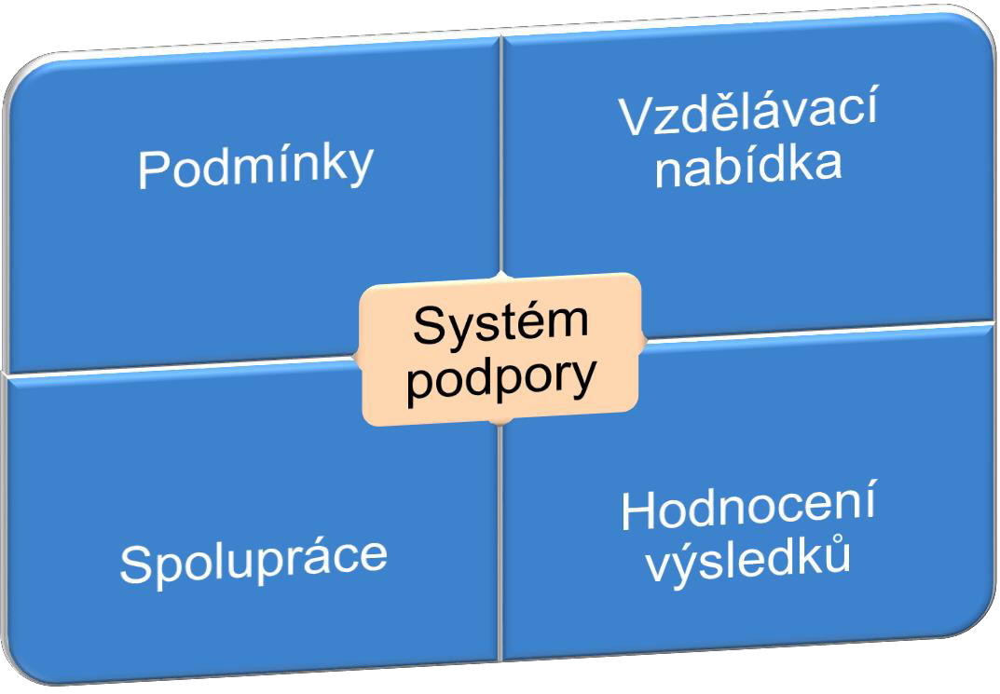 Podmínky
Vzdělávací
nabídka
Systém
podpory
Spolupráce
Hodnocení
výsledků